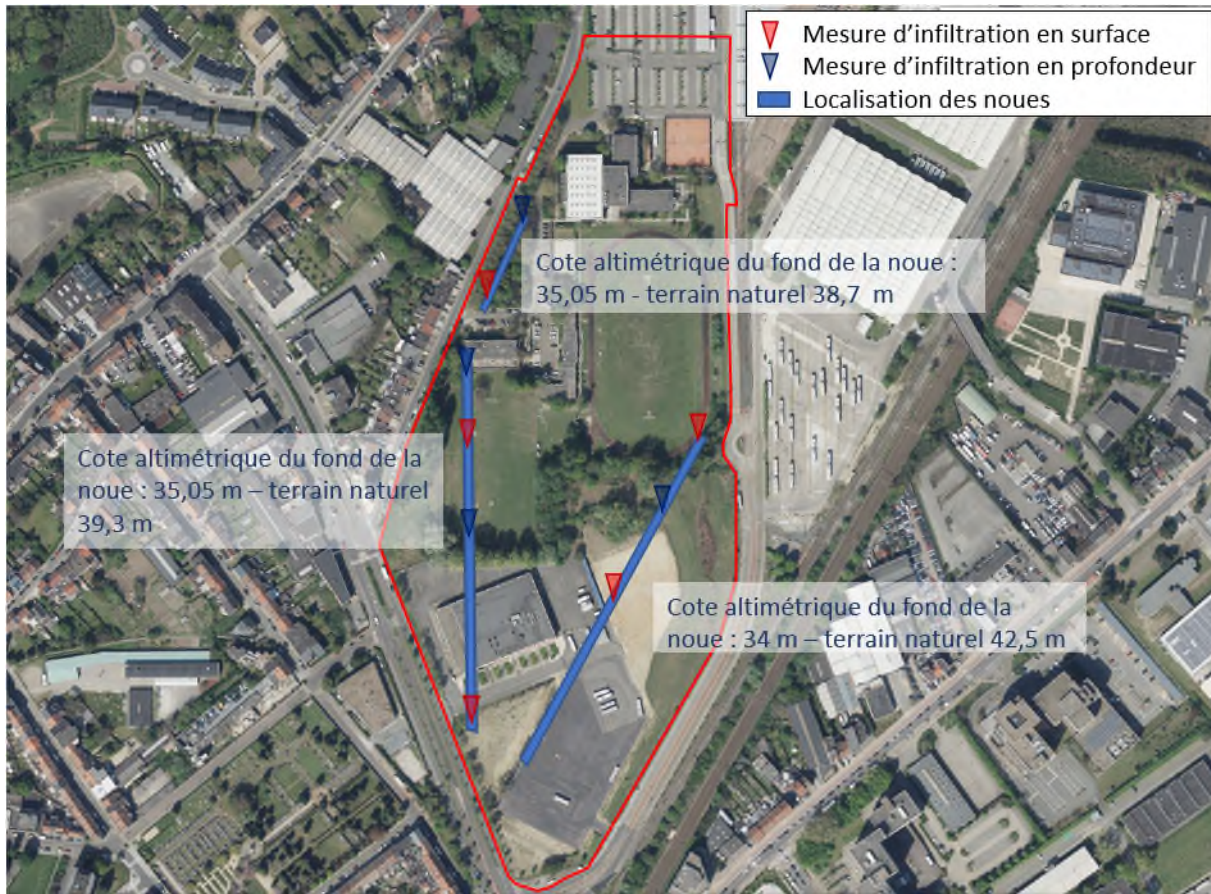 Mesure d'infiltration en surface
Mesure d'infiltration en profondeur
Localisation des noues
Cote altimétrique du fond de la noue :
35,05 m - terrain naturel 38,7 m
Cote altimétrique du fond de la
noue : 35,05 m – terrain naturel
39,3 m
Cote altimétrique du fond de la
noue : 34 m – terrain naturel 42,5 m